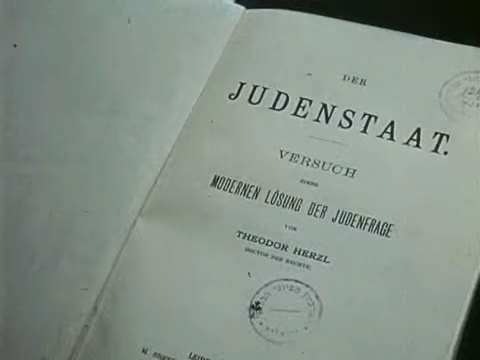 DER
JUDENSTAAT.
VERSUCH
EINER
MODERNEN LÖSUNG DER JUDENFRAGE
VON
THEODOR HERZL
DOCTOR DER RECHTE.